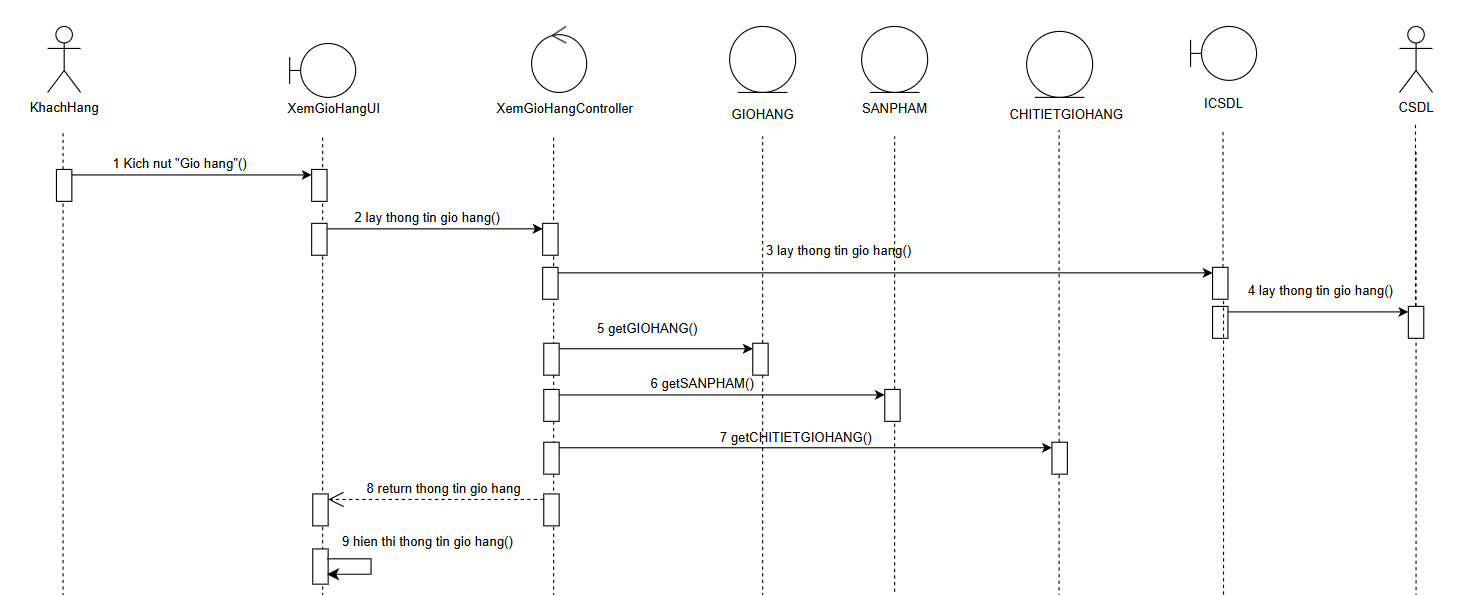 KhachHang
XemGioHangUI
XemGioHangController
GIOHANG
SANPHAM
CHITIETGIOHANG
ICSDL
CSDL
1 Kich nut "Gio hang"()
2 lay thong tin gio hang()
3 lay thong tin gio hang()
4 lay thong tin gio hang()
5 getGIOHANG()
6 getSANPHAM()
7 getCHITIETGIOHANG()
8 return thong tin gio hang
9 hien thi thong tin gio hang()